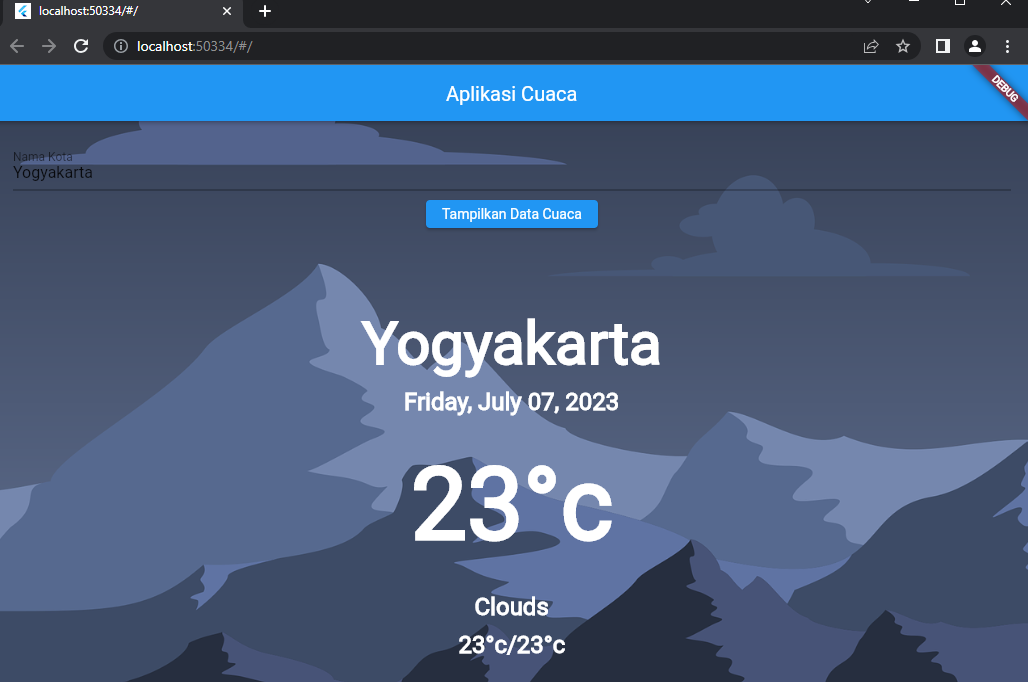 localhost:50334/#/
localhost:50334/#/
Aplikasi Cuaca
DEBUG
Nama Kota
Yogyakarta
Tampilkan Data Cuaca
Yogyakarta
Friday, July 07, 2023
23°c
Clouds
23°c/23°c